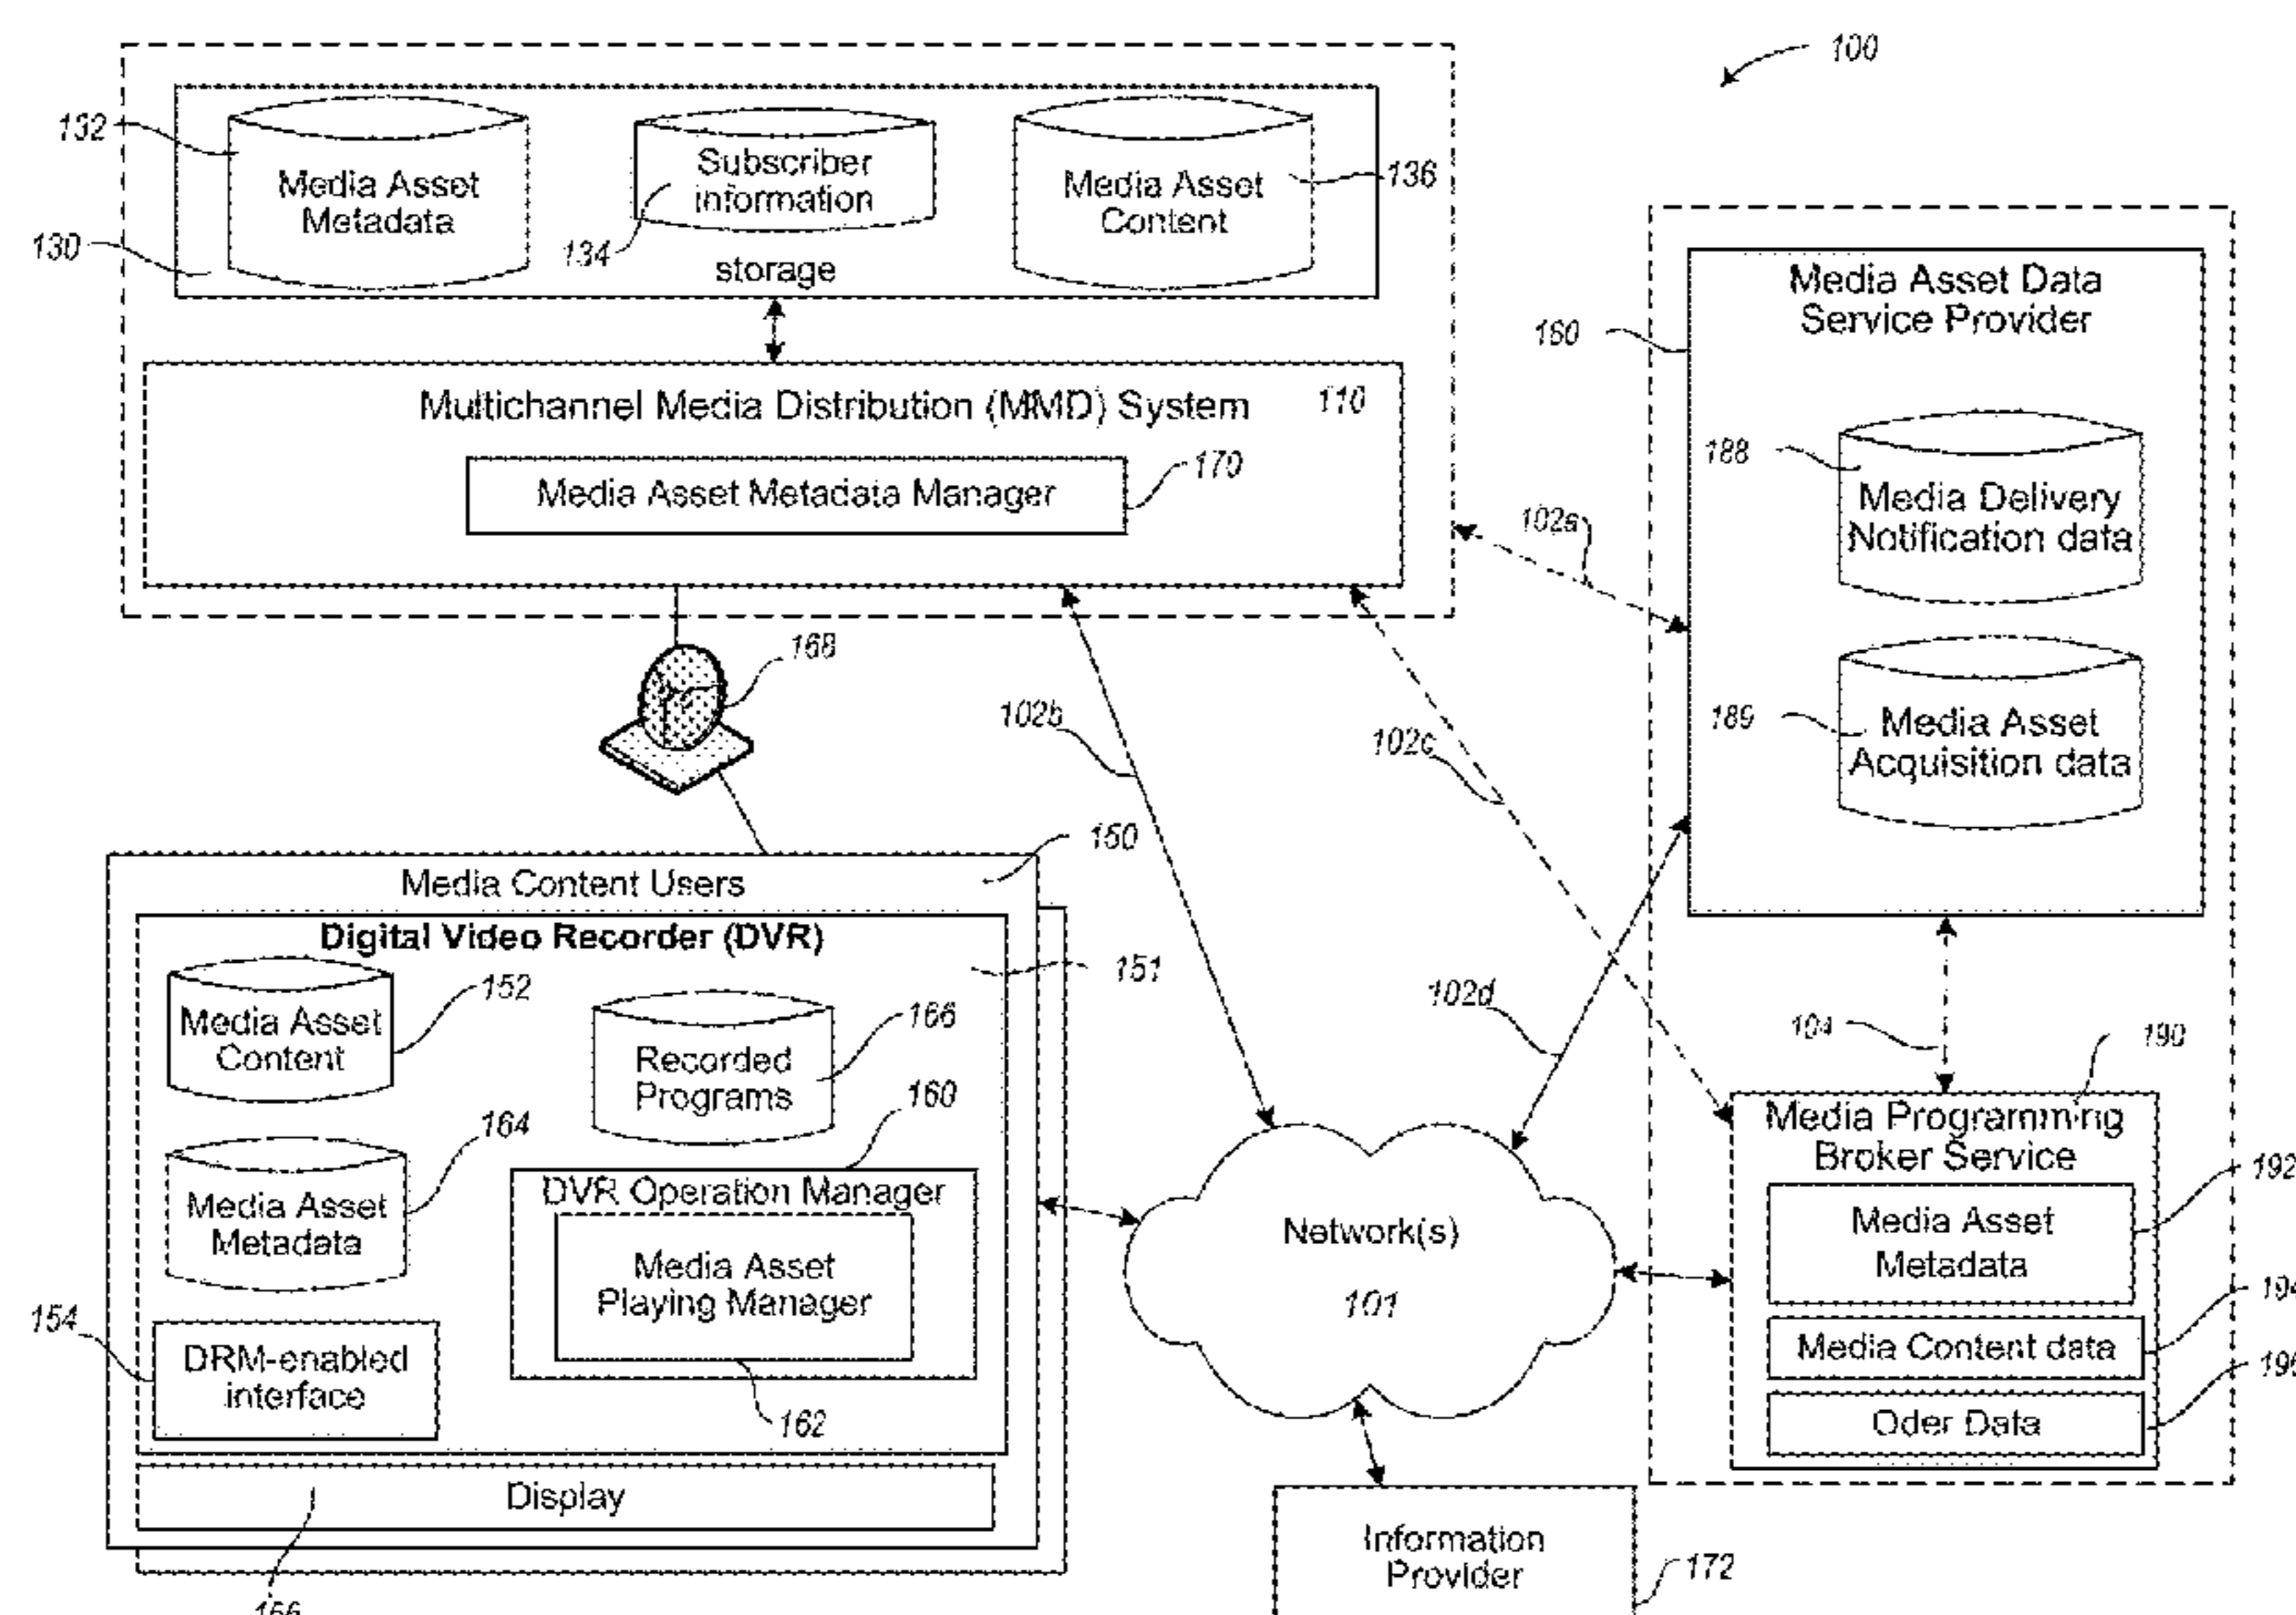 100
132
Media Asset
Metadata
Subscriber
information
134
Media Asset
Content
136
130
storage
Multichannel Media Distribution (MMD) System
110
Media Asset Metadata Manager
170
168
102a
102b
102c
102d
Media Asset Data
Service Provider
160
188
Media Delivery
Notification data
189
Media Asset
Acquisition data
104
190
Media Programming
Broker Service
Media Asset
Metadata
192
Media Content data
194
Oder Data
Media Content Users
150
Digital Video Recorder (DVR)
151
Media Asset
Content
152
Recorded
Programs
166
Media Asset
Metadata
164
160
DVR Operation Manager
Media Asset
Playing Manager
162
154
DRM-enabled
interface
Display
156
Network(s)
101
Information
Provider
172